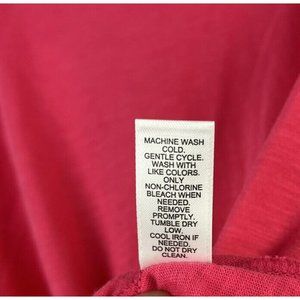 MACHINE WASH
COLD.
GENTLE CYCLE.
WASH WITH
LIKE COLORS.
ONLY
NON-CHLORINE
BLEACH WHEN
NEEDED.
REMOVE
PROMPTLY.
TUMBLE DRY
LOW.
COOL IRON IF
NEEDED.
DO NOT DRY
CLEAN.